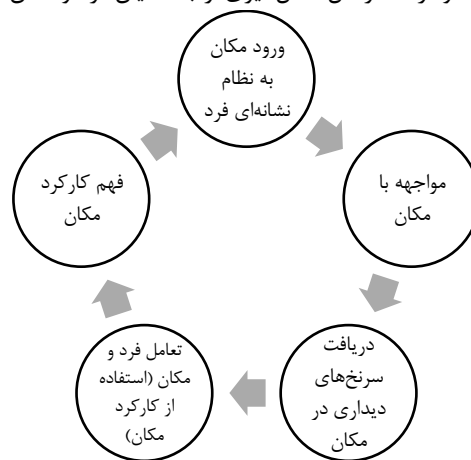 ورود مکان
به نظام
نشانه‌ای فرد
مواجهه با
مکان
دریافت
سرنخ‌های
دیداری در
مکان
تعامل فرد و
مکان (استفاده
از کارکرد
مکان)
فهم کارکرد
مکان